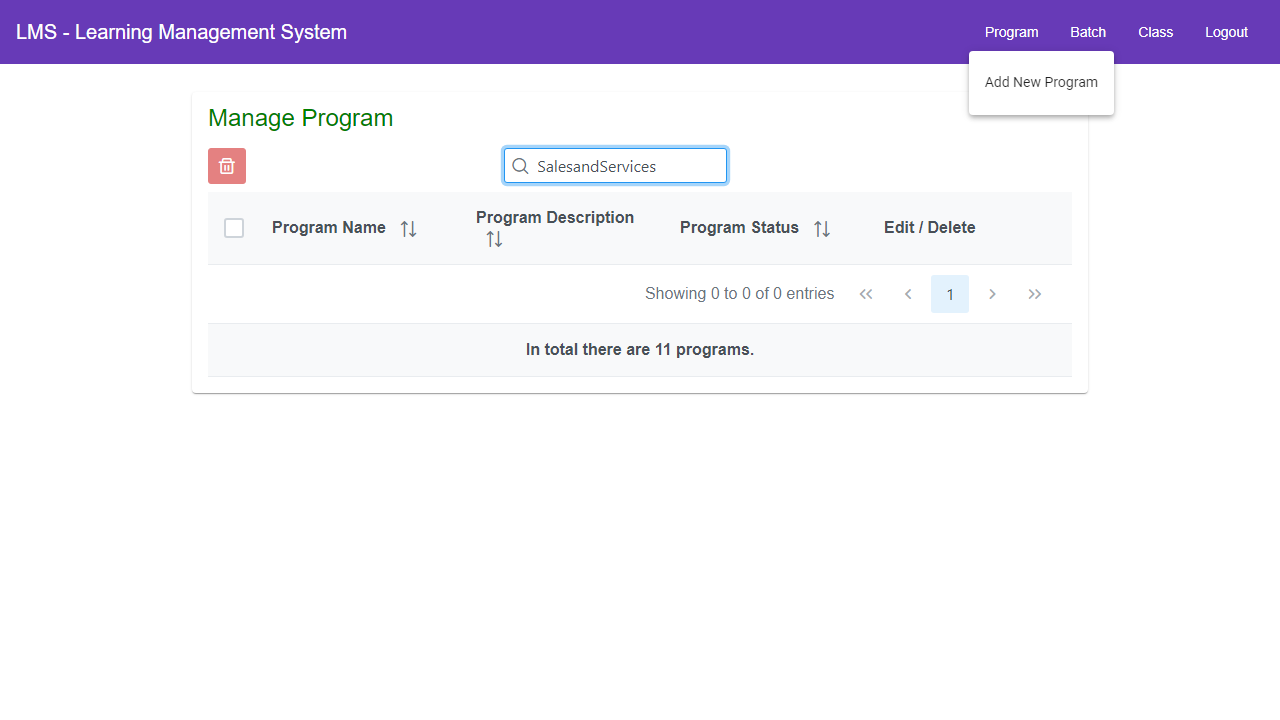 LMS - Learning Management System
Program Batch Class Logout
Add New Program
Manage Program
SalesandServices
Program Name Program Description Program Status Edit / Delete
Showing 0 to 0 of 0 entries 1
In total there are 11 programs.